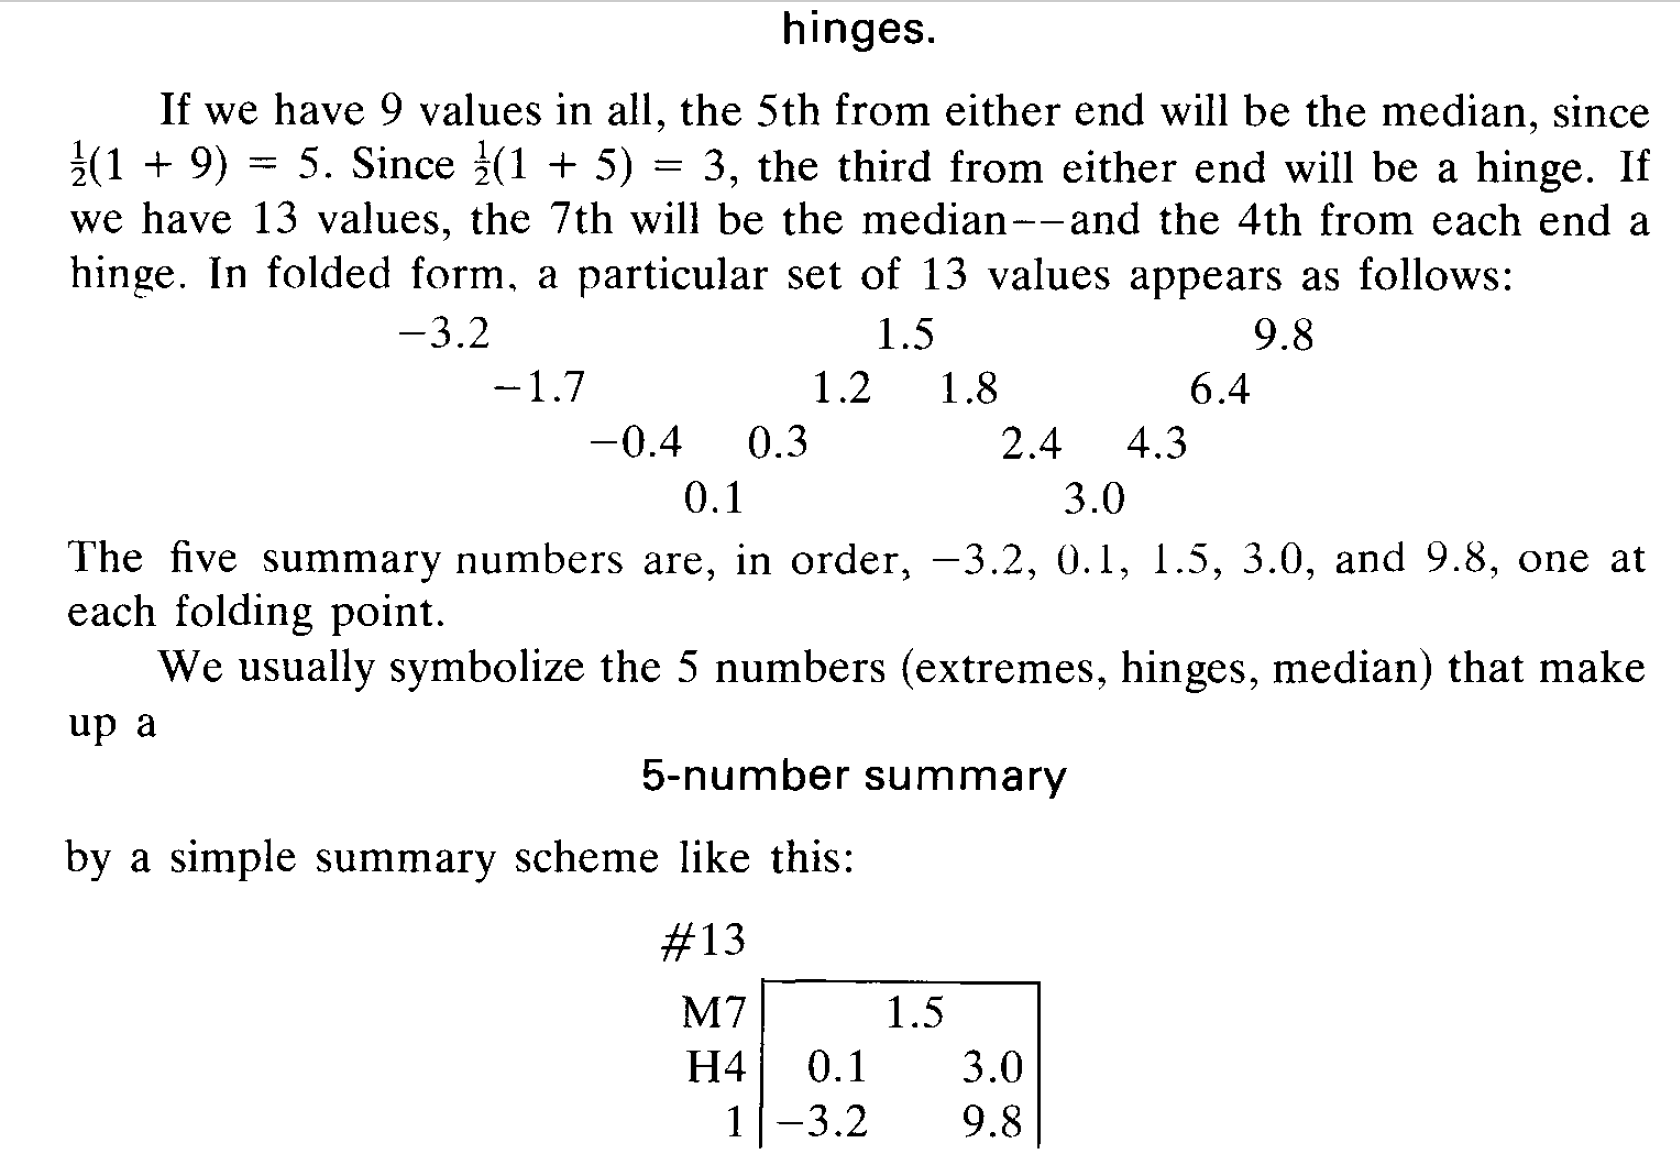 hinges.
If we have 9 values in all, the 5th from either end will be the median, since
½(1 + 9) = 5. Since ½(1 + 5) = 3, the third from either end will be a hinge. If
we have 13 values, the 7th will be the median--and the 4th from each end a
hinge. In folded form, a particular set of 13 values appears as follows:
−3.2 1.5 9.8
−1.7 1.2 1.8 6.4
−0.4 0.3 2.4 4.3
0.1 3.0
The five summary numbers are, in order, −3.2, 0.1, 1.5, 3.0, and 9.8, one at
each folding point.
We usually symbolize the 5 numbers (extremes, hinges, median) that make
up a
5-number summary
by a simple summary scheme like this:
#13
M7 1.5
H4 0.1 3.0
1 −3.2 9.8